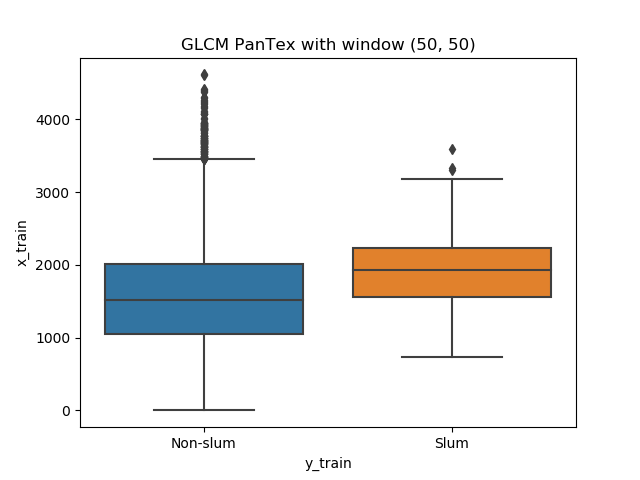 GLCM PanTex with window (50, 50)
4000
3000
2000
1000
0
x_train
Non-slum
Slum
y_train